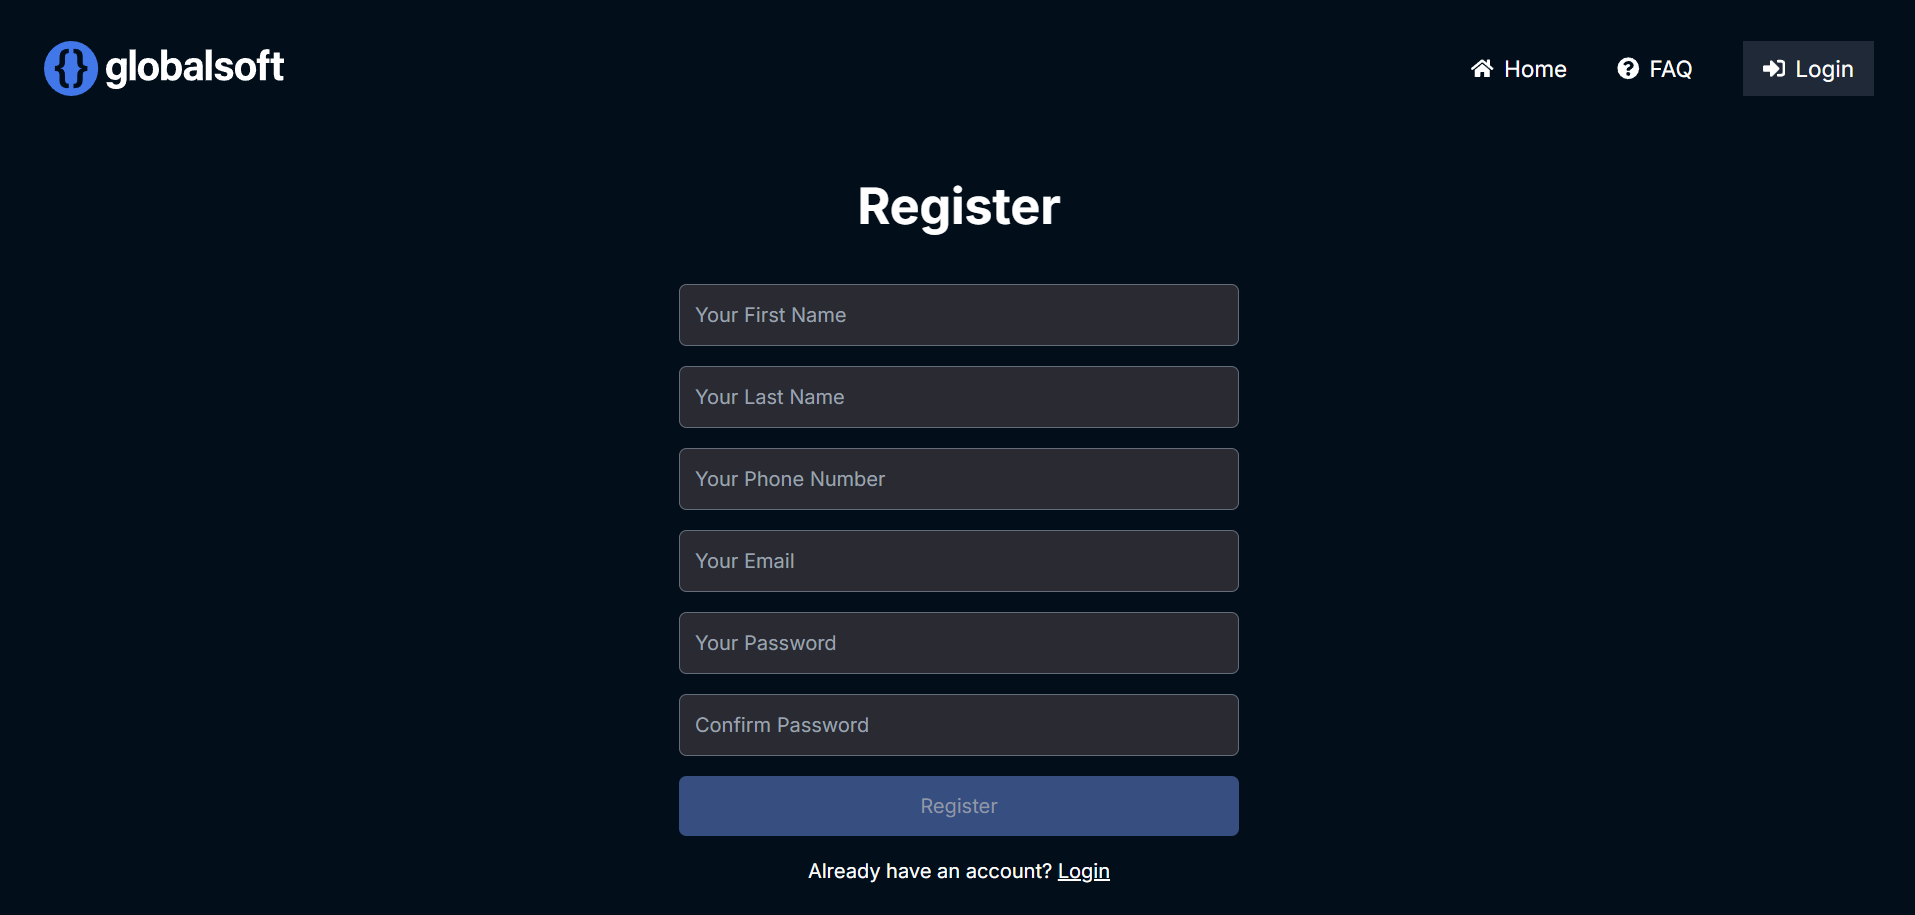 {} globalsoft
Home
FAQ
Login
Register
Your First Name
Your Last Name
Your Phone Number
Your Email
Your Password
Confirm Password
Register
Already have an account? Login